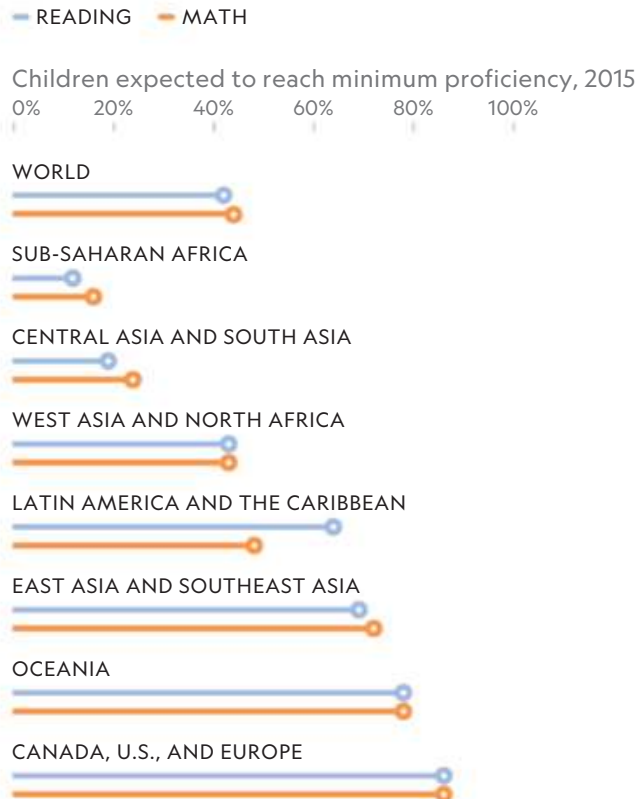 READING MATH
Children expected to reach minimum proficiency, 2015
0% 20% 40% 60% 80% 100%
WORLD
SUB-SAHARAN AFRICA
CENTRAL ASIA AND SOUTH ASIA
WEST ASIA AND NORTH AFRICA
LATIN AMERICA AND THE CARIBBEAN
EAST ASIA AND SOUTHEAST ASIA
OCEANIA
CANADA, U.S., AND EUROPE